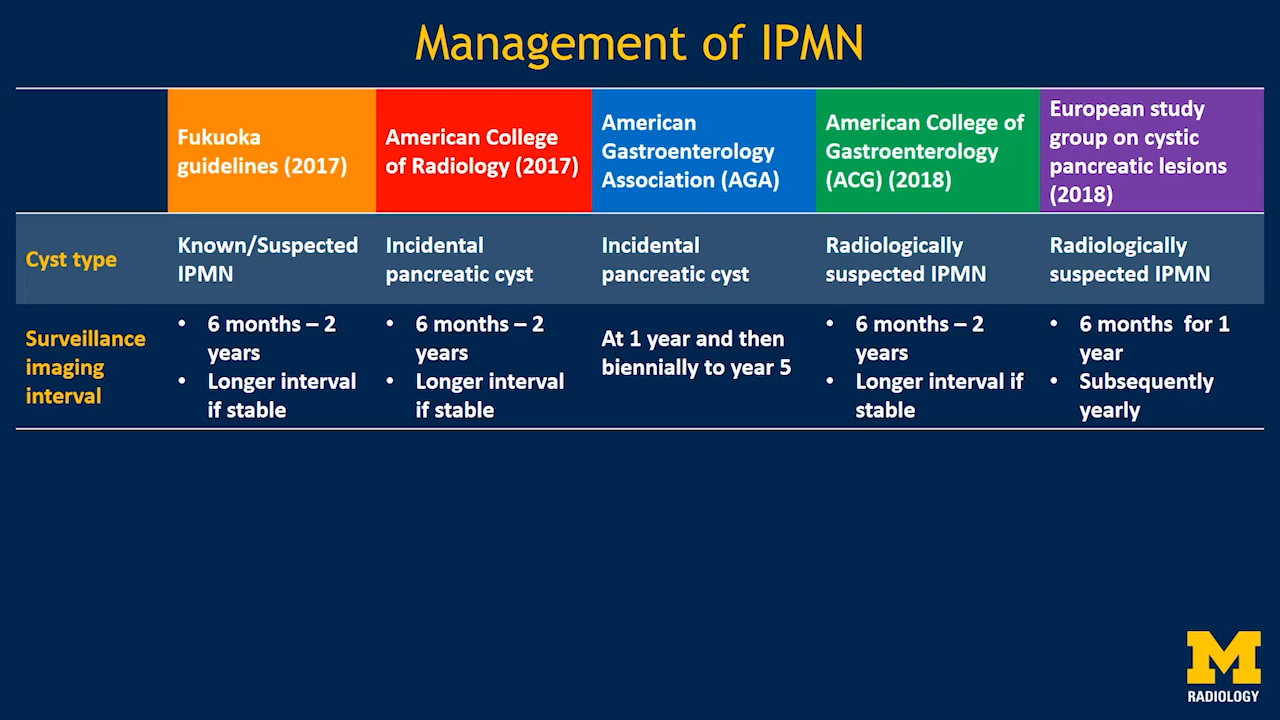 Management of IPMN
Fukuoka
guidelines (2017)
American College
of Radiology (2017)
American
Gastroenterology
Association (AGA)
American College of
Gastroenterology
(ACG) (2018)
European study
group on cystic
pancreatic lesions
(2018)
Cyst type
Known/Suspected
IPMN
Incidental
pancreatic cyst
Incidental
pancreatic cyst
Radiologically
suspected IPMN
Radiologically
suspected IPMN
Surveillance
imaging
interval
• 6 months – 2
years
• Longer interval
if stable
• 6 months – 2
years
• Longer interval
if stable
At 1 year and then
biennially to year 5
• 6 months – 2
years
• Longer interval if
stable
• 6 months for 1
year
• Subsequently
yearly
M
RADIOLOGY